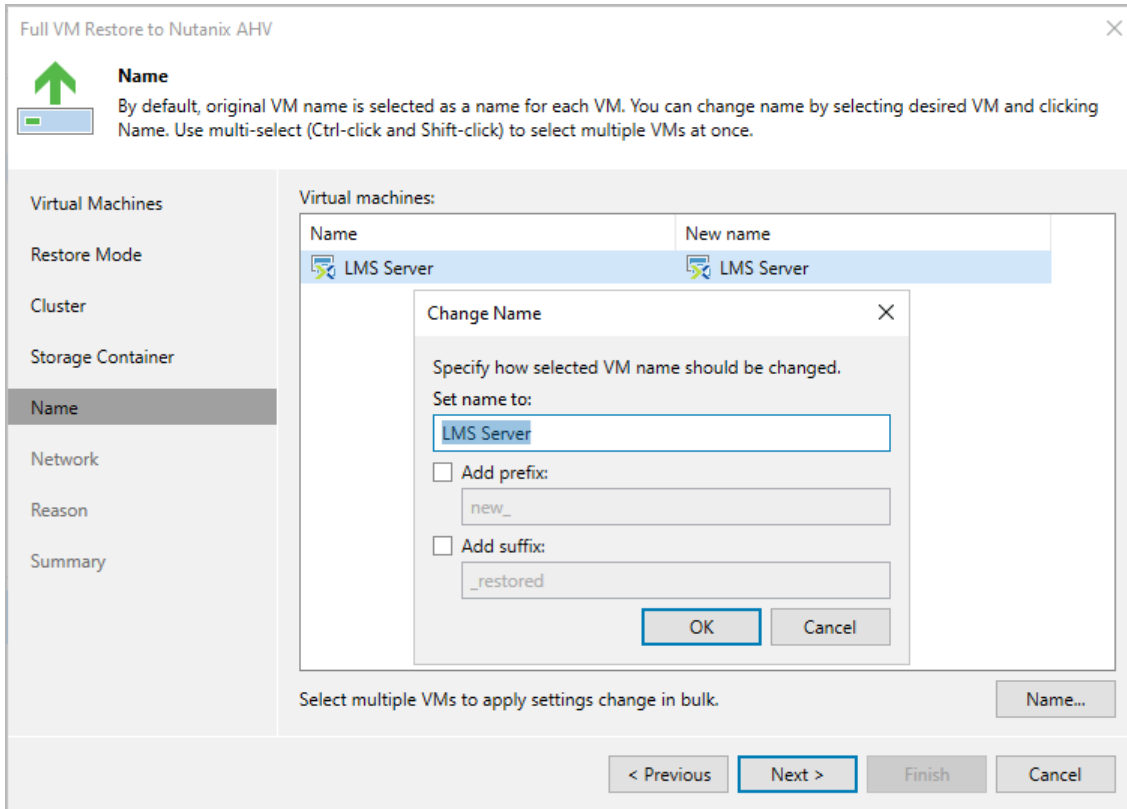 Full VM Restore to Nutanix AHV
Name
By default, original VM name is selected as a name for each VM. You can change name by selecting desired VM and clicking
Name. Use multi-select (Ctrl-click and Shift-click) to select multiple VMs at once.
Virtual Machines
Restore Mode
Cluster
Storage Container
Name
Network
Reason
Summary
Virtual machines:
Name New name
LMS Server LMS Server
Change Name
Specify how selected VM name should be changed.
Set name to:
LMS Server
Add prefix:
new_
Add suffix:
_restored
OK Cancel
Select multiple VMs to apply settings change in bulk. Name...
< Previous Next > Finish Cancel